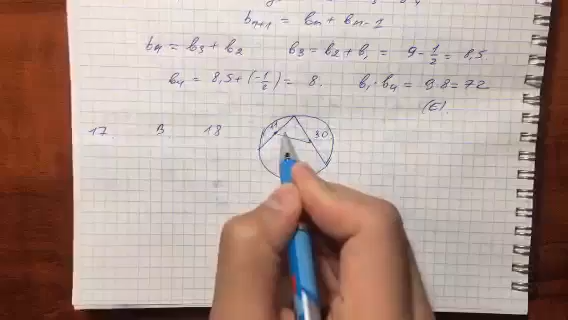 bn+1 = bn + bn-1
b4 = b3 + b2 b3 = b2 + b1 = 9 - 1/2 = 8,5
b4 = 8,5 + (-1/2) = 8. b1 · b4 = 9·8 = 72
(E).
17. B. 18
30